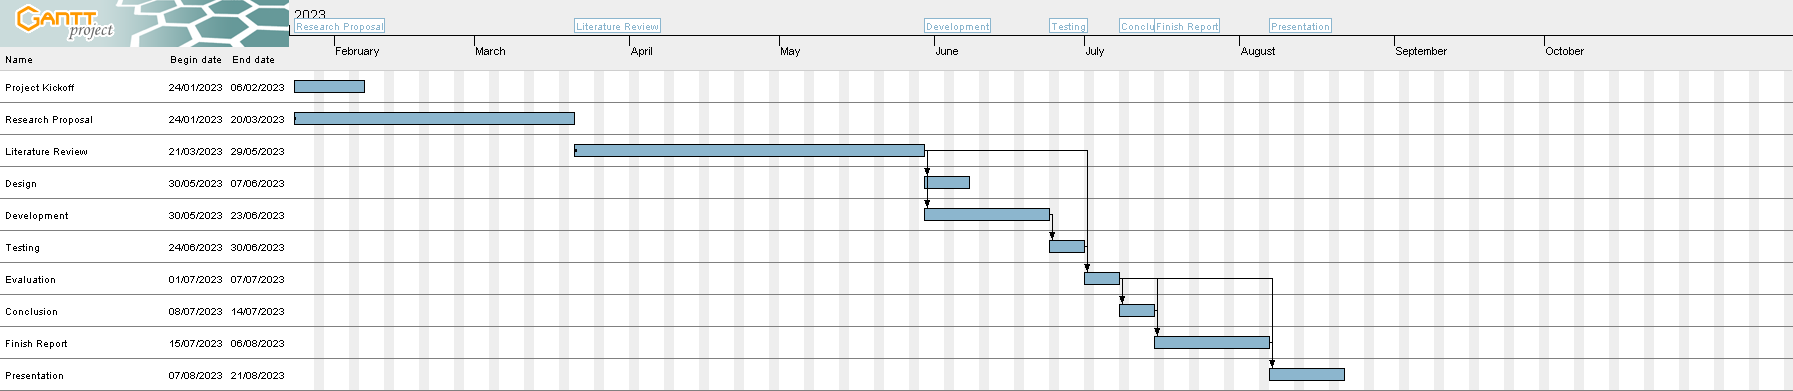 GANTT
project
2023
Research Proposal Literature Review Development Testing Conclu Finish Report Presentation
February March April May June July August September October
Name Begin date End date
Project Kickoff 24/01/2023 06/02/2023
Research Proposal 24/01/2023 20/03/2023
Literature Review 21/03/2023 29/05/2023
Design 30/05/2023 07/06/2023
Development 30/05/2023 23/06/2023
Testing 24/06/2023 30/06/2023
Evaluation 01/07/2023 07/07/2023
Conclusion 08/07/2023 14/07/2023
Finish Report 15/07/2023 06/08/2023
Presentation 07/08/2023 21/08/2023